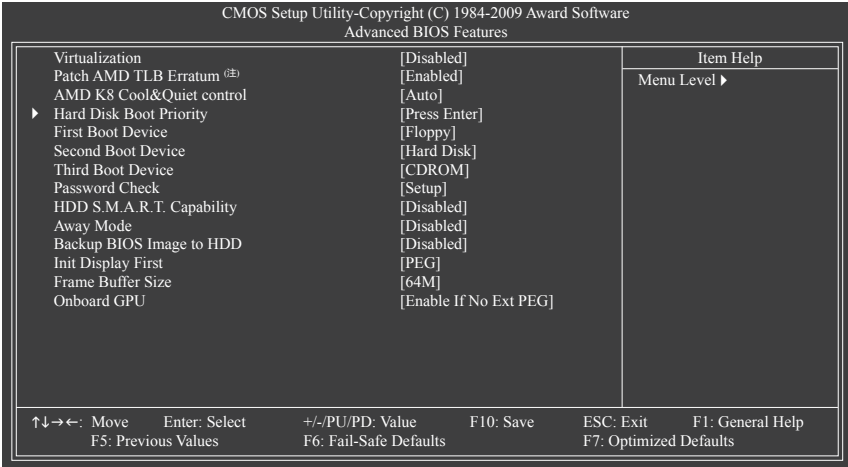 CMOS Setup Utility-Copyright (C) 1984-2009 Award Software
Advanced BIOS Features
Virtualization [Disabled] Item Help
Patch AMD TLB Erratum (注) [Enabled] Menu Level
AMD K8 Cool&Quiet control [Auto]
Hard Disk Boot Priority [Press Enter]
First Boot Device [Floppy]
Second Boot Device [Hard Disk]
Third Boot Device [CDROM]
Password Check [Setup]
HDD S.M.A.R.T. Capability [Disabled]
Away Mode [Disabled]
Backup BIOS Image to HDD [Disabled]
Init Display First [PEG]
Frame Buffer Size [64M]
Onboard GPU [Enable If No Ext PEG]
↑↓→←: Move Enter: Select +/-/PU/PD: Value F10: Save ESC: Exit F1: General Help
F5: Previous Values F6: Fail-Safe Defaults F7: Optimized Defaults